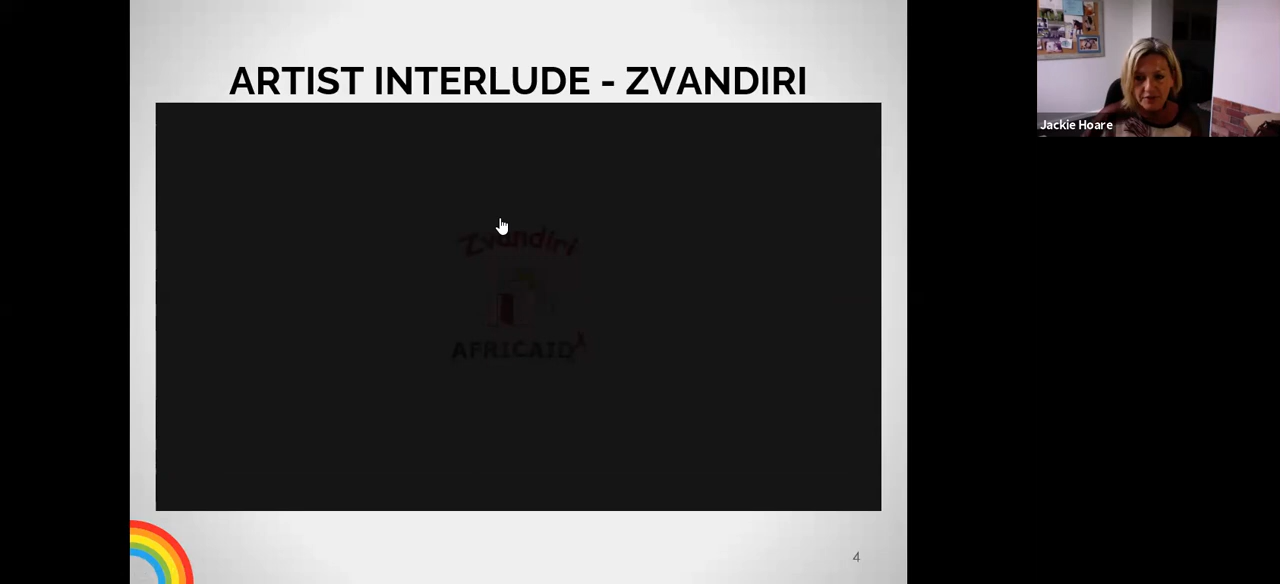 ARTIST INTERLUDE - ZVANDIRI
Jackie Hoare
Zvandiri
AFRICAID
4